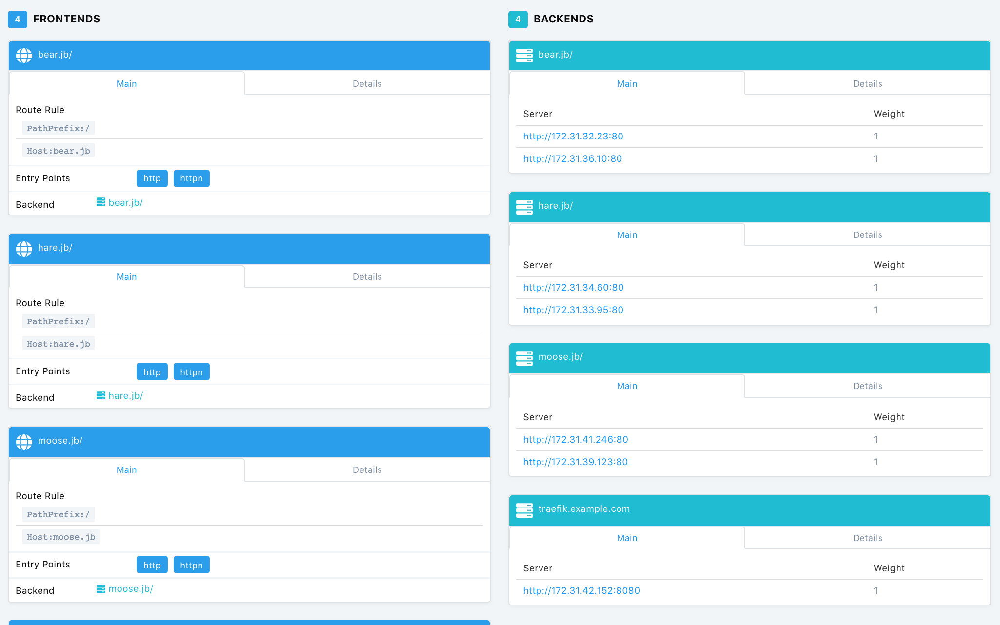 4 FRONTENDS
bear.jb/
Main Details
Route Rule
PathPrefix:/
Host:bear.jb
Entry Points http httpn
Backend bear.jb/
hare.jb/
Main Details
Route Rule
PathPrefix:/
Host:hare.jb
Entry Points http httpn
Backend hare.jb/
moose.jb/
Main Details
Route Rule
PathPrefix:/
Host:moose.jb
Entry Points http httpn
Backend moose.jb/
4 BACKENDS
bear.jb/
Main Details
Server Weight
http://172.31.32.23:80 1
http://172.31.36.10:80 1
hare.jb/
Main Details
Server Weight
http://172.31.34.60:80 1
http://172.31.33.95:80 1
moose.jb/
Main Details
Server Weight
http://172.31.41.246:80 1
http://172.31.39.123:80 1
traefik.example.com
Main Details
Server Weight
http://172.31.42.152:8080 1